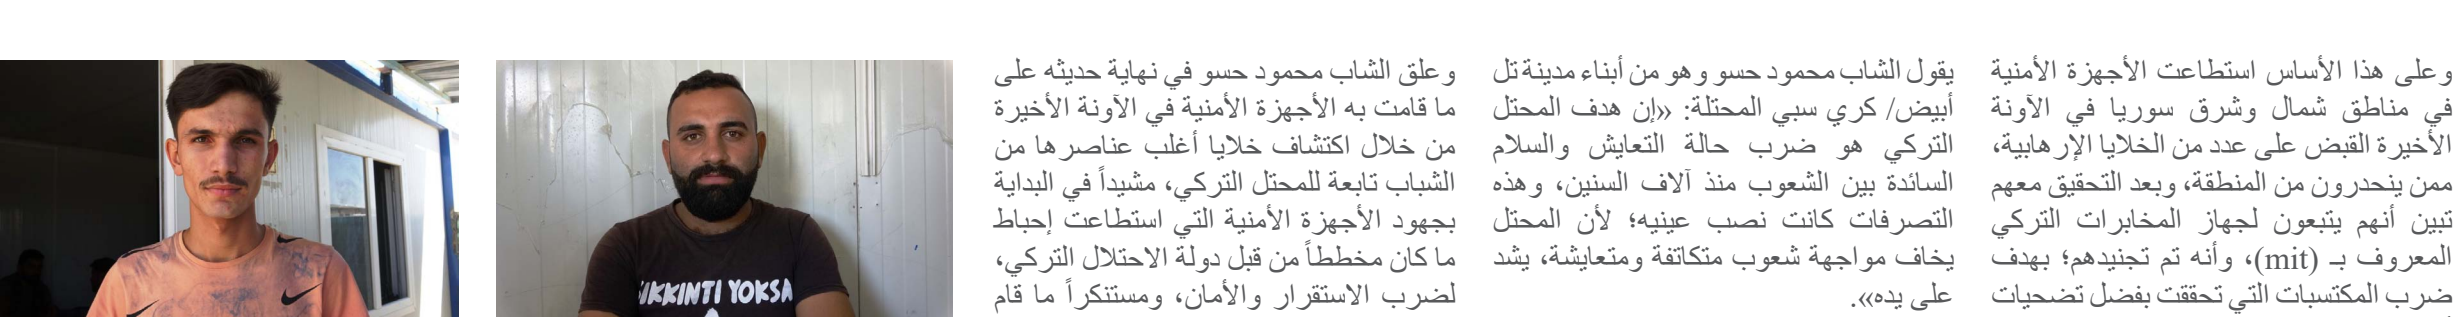 وعلى هذا الأساس استطاعت الأجهزة الأمنية
في مناطق شمال وشرق سوريا في الآونة
الأخيرة القبض على عدد من الخلايا الإرهابية،
ممن ينحدرون من المنطقة، وبعد التحقيق معهم
تبين أنهم يتبعون لجهاز المخابرات التركي
المعروف بـ (mit)، وأنه تم تجنيدهم؛ بهدف
ضرب المكتسبات التي تحققت بفضل تضحيات
يقول الشاب محمود حسو وهو من أبناء مدينة تل
أبيض/ كري سبي المحتلة: «إن هدف المحتل
التركي هو ضرب حالة التعايش والسلام
السائدة بين الشعوب منذ آلاف السنين، وهذه
التصرفات كانت نصب عينيه؛ لأن المحتل
يخاف مواجهة شعوب متكاتفة ومتعايشة، يشد
على يده».
وعلق الشاب محمود حسو في نهاية حديثه على
ما قامت به الأجهزة الأمنية في الآونة الأخيرة
من خلال اكتشاف خلايا أغلب عناصرها من
الشباب تابعة للمحتل التركي، مشيداً في البداية
بجهود الأجهزة الأمنية التي استطاعت إحباط
ما كان مخططاً من قبل دولة الاحتلال التركي،
لضرب الاستقرار والأمان، ومستنكراً ما قام
IKKINTI YOKSA